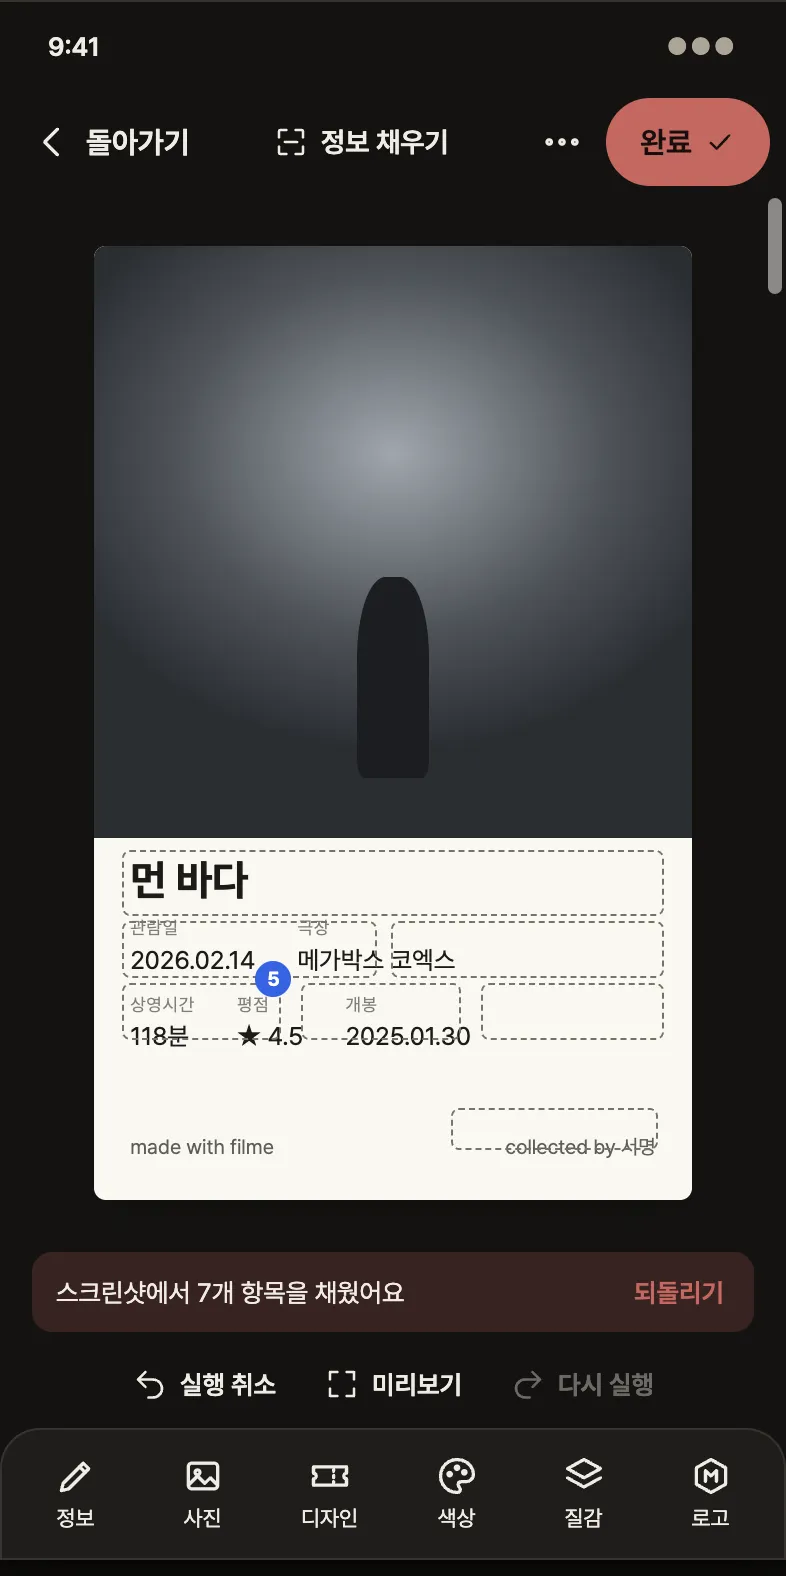 9:41
돌아가기 정보 채우기 완료
먼 바다
관람일 극장
2026.02.14 메가박스 코엑스
5
상영시간 평점 개봉
118분 ★ 4.5 2025.01.30
made with filme collected by 서명
스크린샷에서 7개 항목을 채웠어요 되돌리기
실행 취소 미리보기 다시 실행
정보 사진 디자인 색상 질감 로고